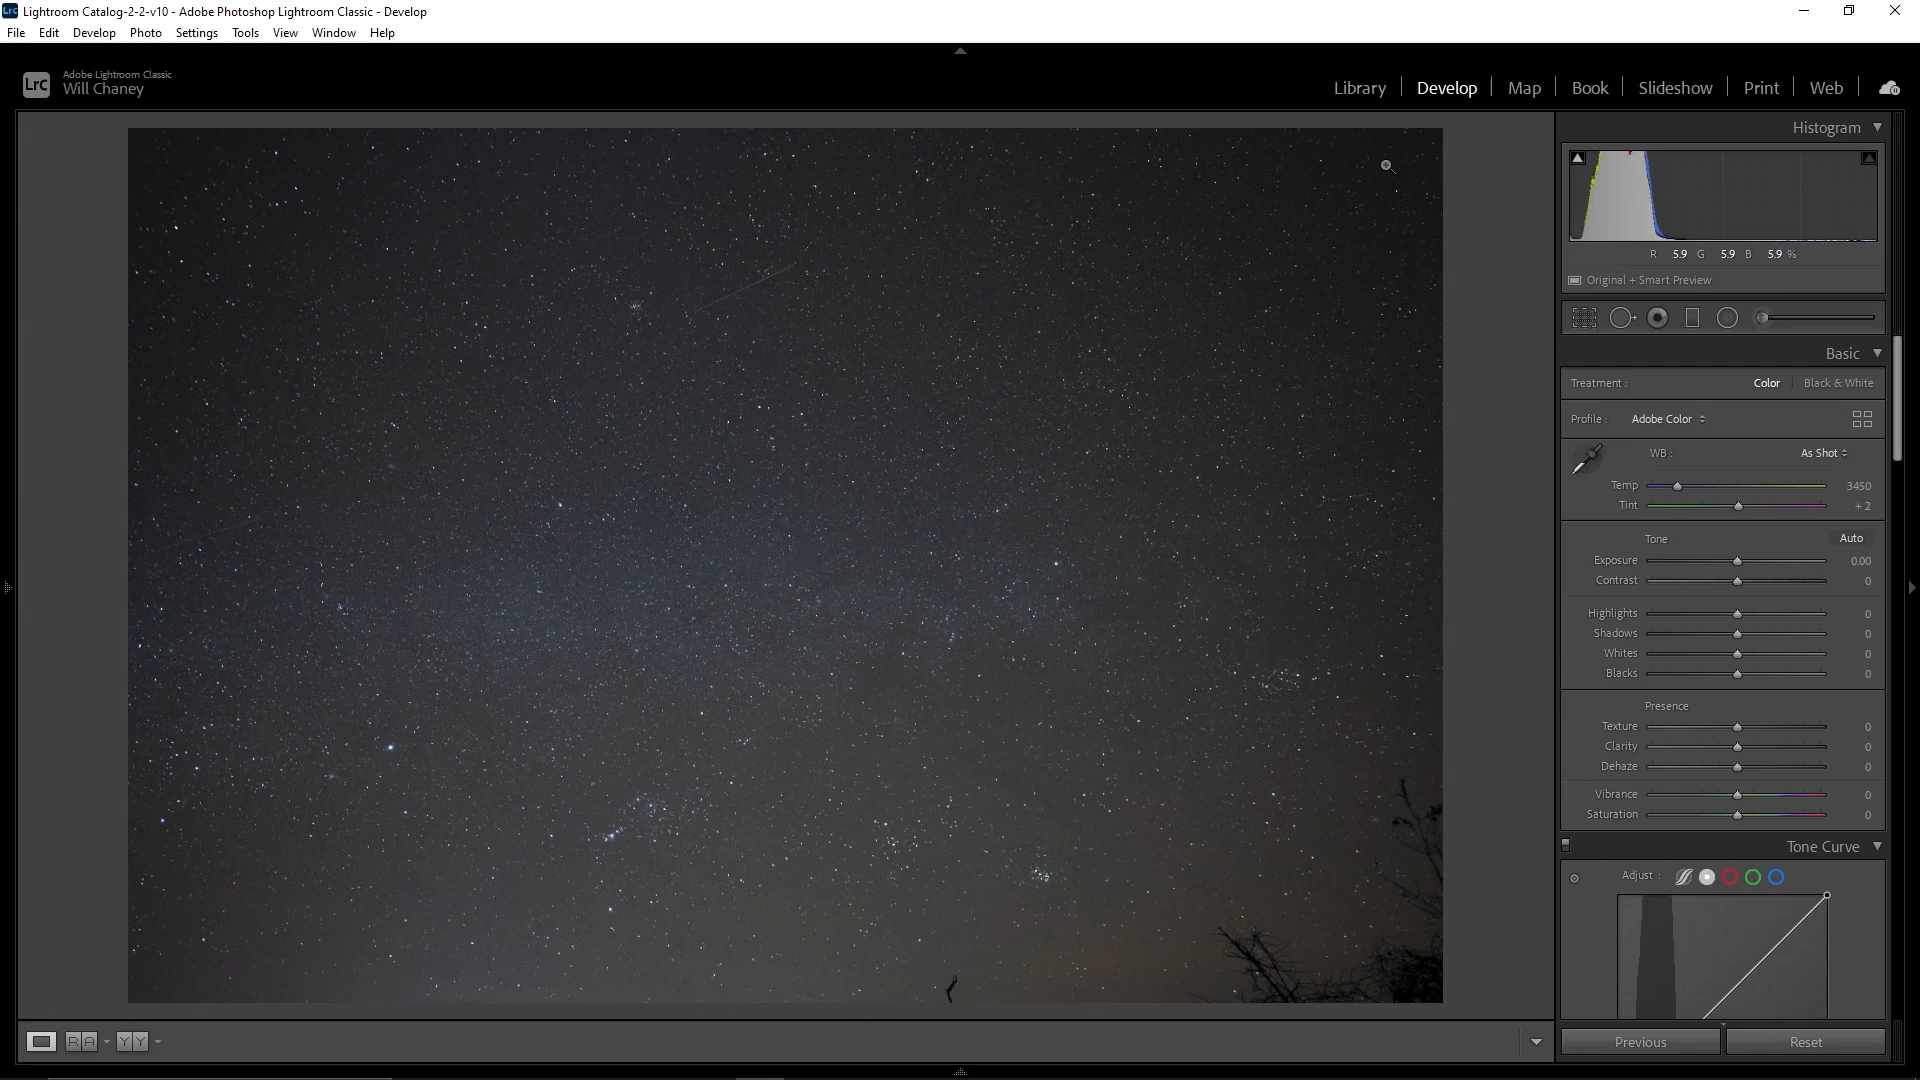 Lightroom Catalog-2-2-v10 - Adobe Photoshop Lightroom Classic - Develop
File Edit Develop Photo Settings Tools View Window Help
Lrc
Adobe Lightroom Classic
Will Chaney
Library Develop Map Book Slideshow Print Web
Histogram
R 5.9 G 5.9 B 5.9 %
Original + Smart Preview
Basic
Treatment : Color Black & White
Profile : Adobe Color
WB : As Shot
Temp 3450
Tint + 2
Tone Auto
Exposure 0.00
Contrast 0
Highlights 0
Shadows 0
Whites 0
Blacks 0
Presence
Texture 0
Clarity 0
Dehaze 0
Vibrance 0
Saturation 0
Tone Curve
Adjust :
R A Y Y
Previous Reset